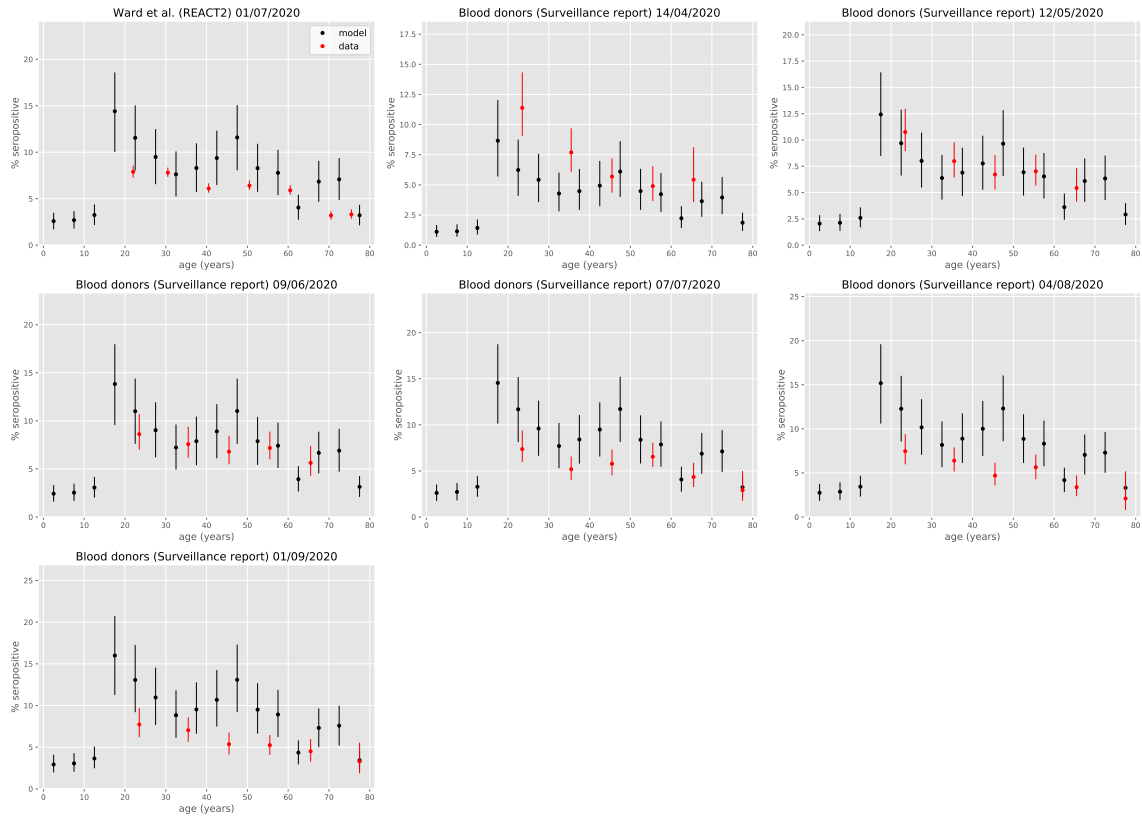 Ward et al. (REACT2) 01/07/2020
model
data
20
15
10
5
0
% seropositive
0 10 20 30 40 50 60 70 80
age (years)
Blood donors (Surveillance report) 14/04/2020
17.5
15.0
12.5
10.0
7.5
5.0
2.5
0.0
% seropositive
0 10 20 30 40 50 60 70 80
age (years)
Blood donors (Surveillance report) 12/05/2020
20.0
17.5
15.0
12.5
10.0
7.5
5.0
2.5
0.0
% seropositive
0 10 20 30 40 50 60 70 80
age (years)
Blood donors (Surveillance report) 09/06/2020
20
15
10
5
0
% seropositive
0 10 20 30 40 50 60 70 80
age (years)
Blood donors (Surveillance report) 07/07/2020
20
15
10
5
0
% seropositive
0 10 20 30 40 50 60 70 80
age (years)
Blood donors (Surveillance report) 04/08/2020
25
20
15
10
5
0
% seropositive
0 10 20 30 40 50 60 70 80
age (years)
Blood donors (Surveillance report) 01/09/2020
25
20
15
10
5
0
% seropositive
0 10 20 30 40 50 60 70 80
age (years)